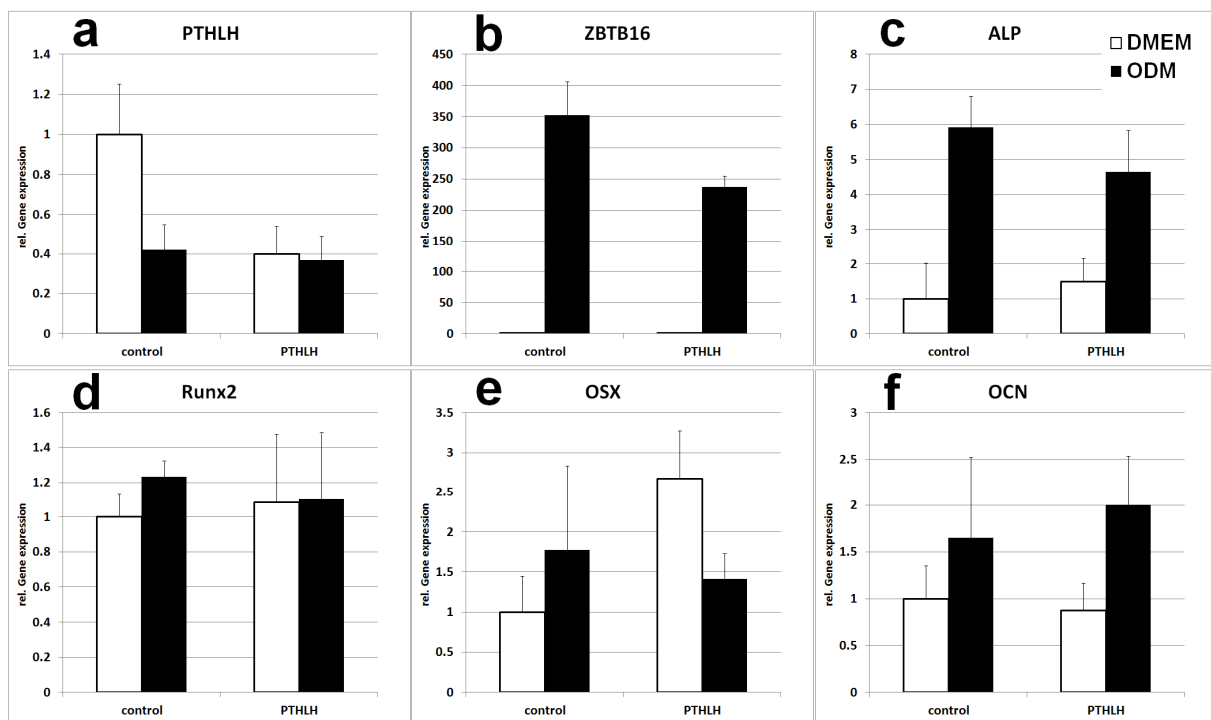 a
PTHLH
rel. Gene expression
1.4
1.2
1
0.8
0.6
0.4
0.2
0
control PTHLH
b
ZBTB16
rel. Gene expression
450
400
350
300
250
200
150
100
50
0
control PTHLH
c
ALP
DMEM
ODM
rel. Gene expression
8
7
6
5
4
3
2
1
0
control PTHLH
d
Runx2
rel. Gene expression
1.6
1.4
1.2
1
0.8
0.6
0.4
0.2
0
control PTHLH
e
OSX
rel. Gene expression
3.5
3
2.5
2
1.5
1
0.5
0
control PTHLH
f
OCN
rel. Gene expression
3
2.5
2
1.5
1
0.5
0
control PTHLH